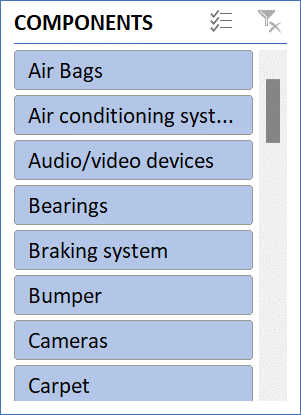 COMPONENTS
Air Bags
Air conditioning syst...
Audio/video devices
Bearings
Braking system
Bumper
Cameras
Carpet